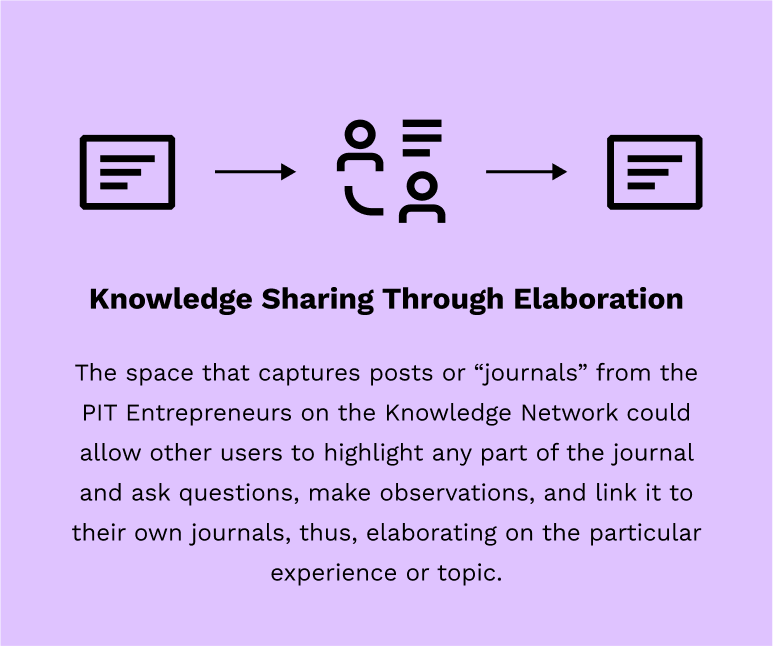 Knowledge Sharing Through Elaboration
The space that captures posts or “journals” from the
PIT Entrepreneurs on the Knowledge Network could
allow other users to highlight any part of the journal
and ask questions, make observations, and link it to
their own journals, thus, elaborating on the particular
experience or topic.